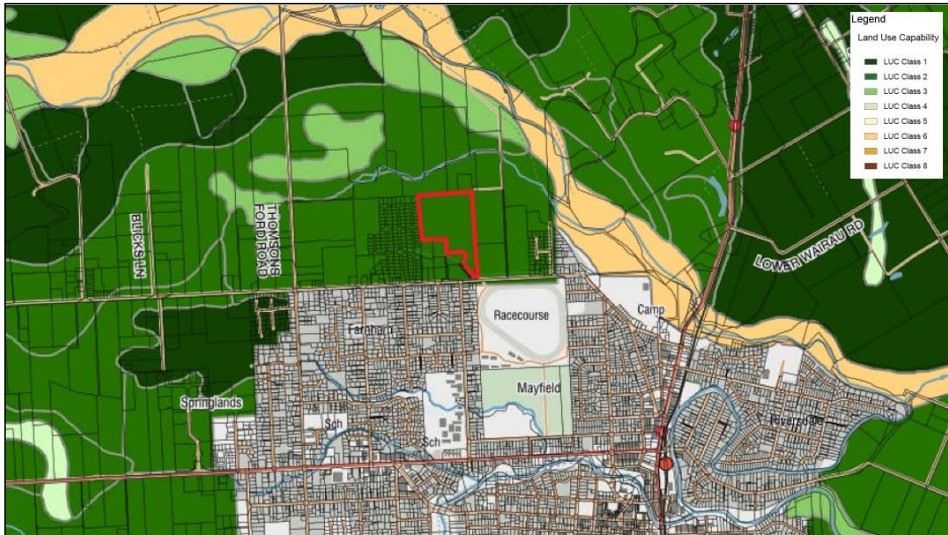 Legend
Land Use Capability
LUC Class 1
LUC Class 2
LUC Class 3
LUC Class 4
LUC Class 5
LUC Class 6
LUC Class 7
LUC Class 8
BUCKS LN
THOMSONS
FORD ROAD
LOWER WAIRAU RD
Racecourse
Camp
Farnham
Mayfield
Springlands
Sch
Sch
Riversdale